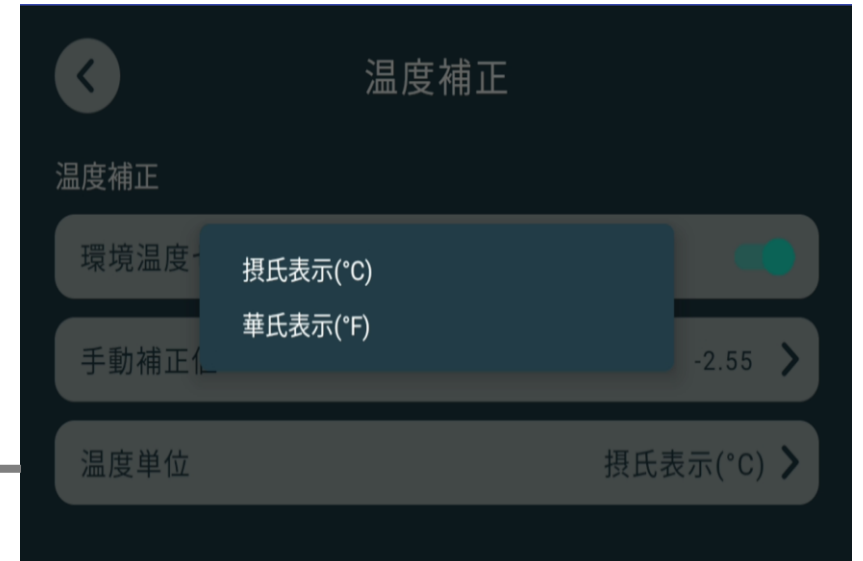 温度補正
温度補正
環境温度
摂氏表示(°C)
華氏表示(°F)
手動補正値 -2.55
温度単位 摂氏表示(°C)